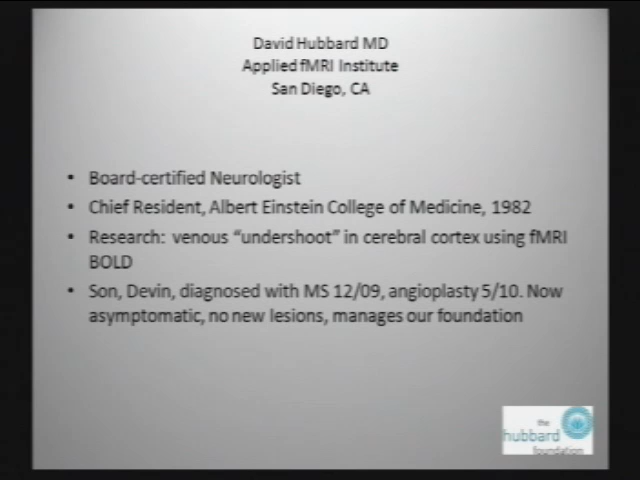 David Hubbard MD
Applied fMRI Institute
San Diego, CA
• Board-certified Neurologist
• Chief Resident, Albert Einstein College of Medicine, 1982
• Research: venous “undershoot” in cerebral cortex using fMRI
BOLD
• Son, Devin, diagnosed with MS 12/09, angioplasty 5/10. Now
asymptomatic, no new lesions, manages our foundation
the
hubbard
foundation